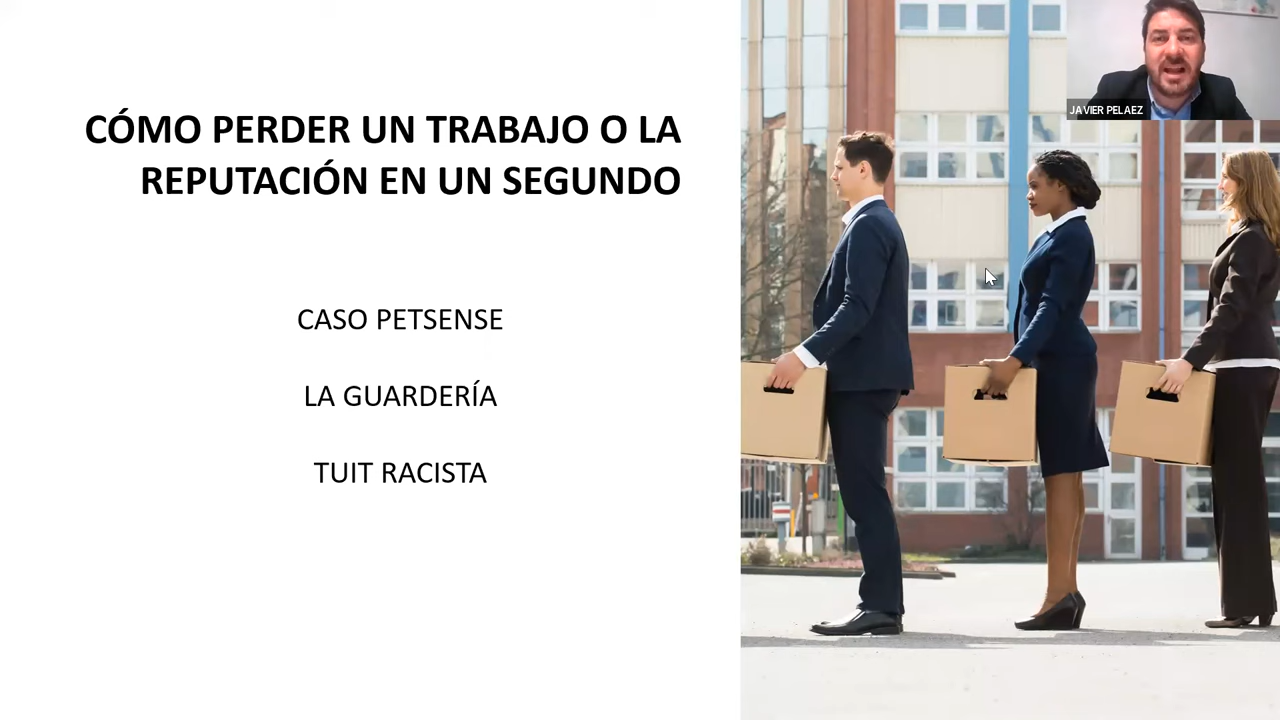 CÓMO PERDER UN TRABAJO O LA
REPUTACIÓN EN UN SEGUNDO
CASO PETSENSE
LA GUARDERÍA
TUIT RACISTA
JAVIER PELAEZ